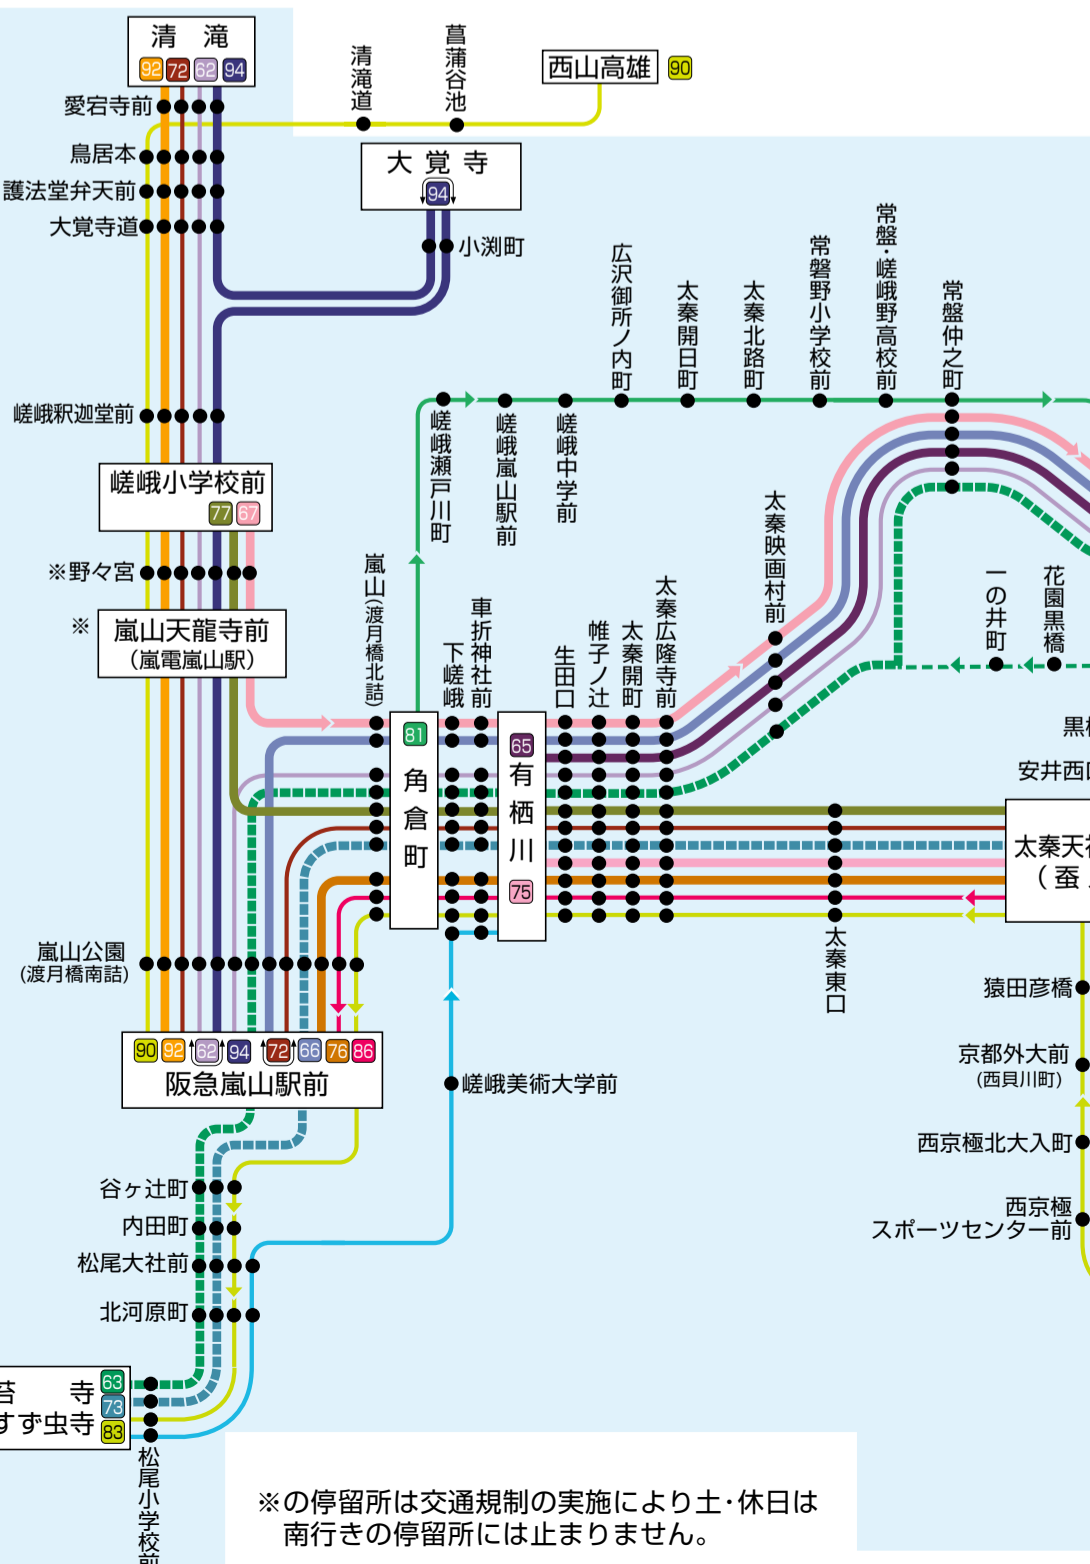 清 滝
92 72 62 94
愛宕寺前
鳥居本
護法堂弁天前
大覚寺道
清滝道
菖蒲谷池
西山高雄 90
大 覚 寺
94
小渕町
嵯峨釈迦堂前
嵯峨小学校前
77 67
※野々宮
※
嵐山天龍寺前
(嵐電嵐山駅)
嵯峨瀬戸川町
嵯峨嵐山駅前
嵯峨中学前
広沢御所ノ内町
太秦開日町
太秦北路町
常磐野小学校前
常盤・嵯峨野高校前
常盤仲之町
嵐山(渡月橋北詰)
81
角倉町
下嵯峨
車折神社前
65
有栖川
75
生田口
帷子ノ辻
太秦開町
太秦広隆寺前
太秦映画村前
一の井町
花園黒橋
安井西
太秦天
(蚕
太秦東口
嵐山公園
(渡月橋南詰)
90 92 62 94 72 66 76 86
阪急嵐山駅前
嵯峨美術大学前
谷ヶ辻町
内田町
松尾大社前
北河原町
苔 寺
すず虫寺
63
73
83
松尾小学校前
猿田彦橋
京都外大前
(西貝川町)
西京極北大入町
西京極
スポーツセンター前
※の停留所は交通規制の実施により土・休日は
南行きの停留所には止まりません。